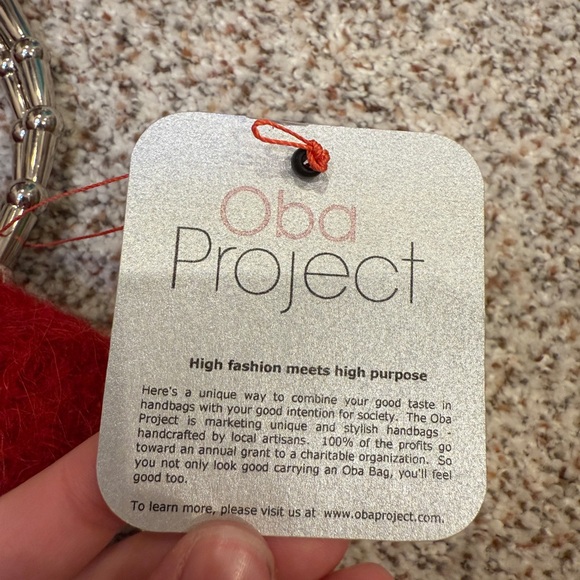 Oba
Project
High fashion meets high purpose
Here's a unique way to combine your good taste in
handbags with your good intention for society. The Oba
Project is marketing unique and stylish handbags
handcrafted by local artisans. 100% of the profits go
toward an annual grant to a charitable organization. So
you not only look good carrying an Oba Bag, you'll feel
good too.
To learn more, please visit us at www.obaproject.com.